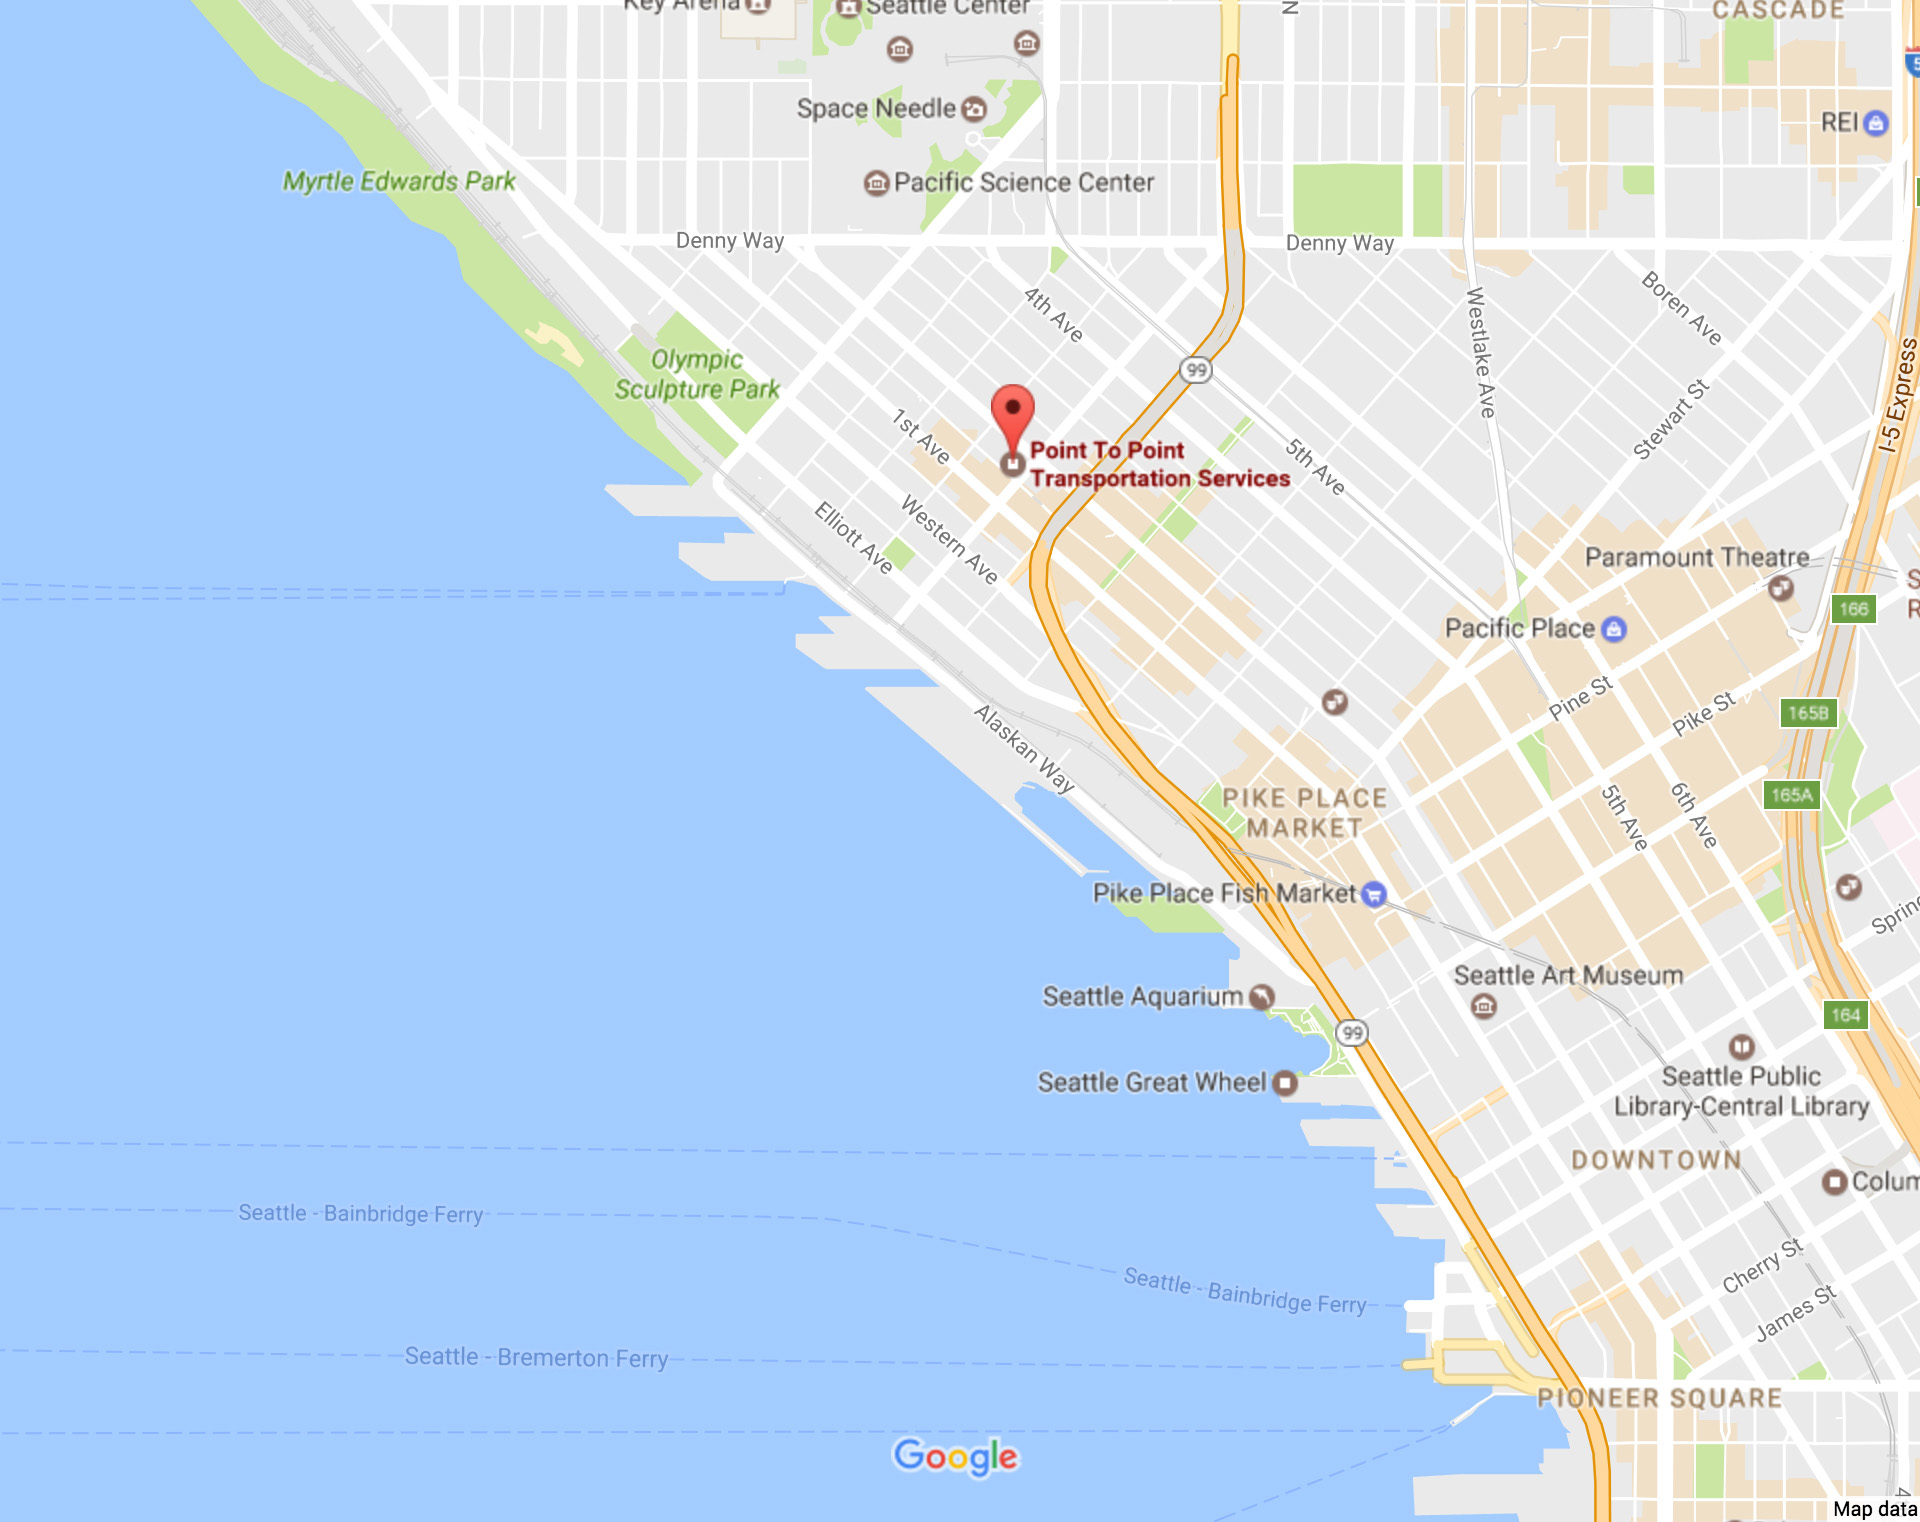 Key Arena
Seattle Center
N
CASCADE
5
Space Needle
REI
Myrtle Edwards Park
Pacific Science Center
Denny Way
Denny Way
4th Ave
Boren Ave
Westlake Ave
I-5 Express
Olympic
Sculpture Park
99
Stewart St
1st Ave
Point To Point
Transportation Services
5th Ave
Elliott Ave
Western Ave
Paramount Theatre
S
R
166
Pacific Place
Pine St
Pike St
165B
Alaskan Way
PIKE PLACE
MARKET
5th Ave
6th Ave
165A
Pike Place Fish Market
Spring
Seattle Art Museum
Seattle Aquarium
164
99
Seattle Great Wheel
Seattle Public
Library-Central Library
DOWNTOWN
Colum
Seattle - Bainbridge Ferry
Seattle - Bainbridge Ferry
Cherry St
James St
Seattle - Bremerton Ferry
PIONEER SQUARE
Google
4
Map data